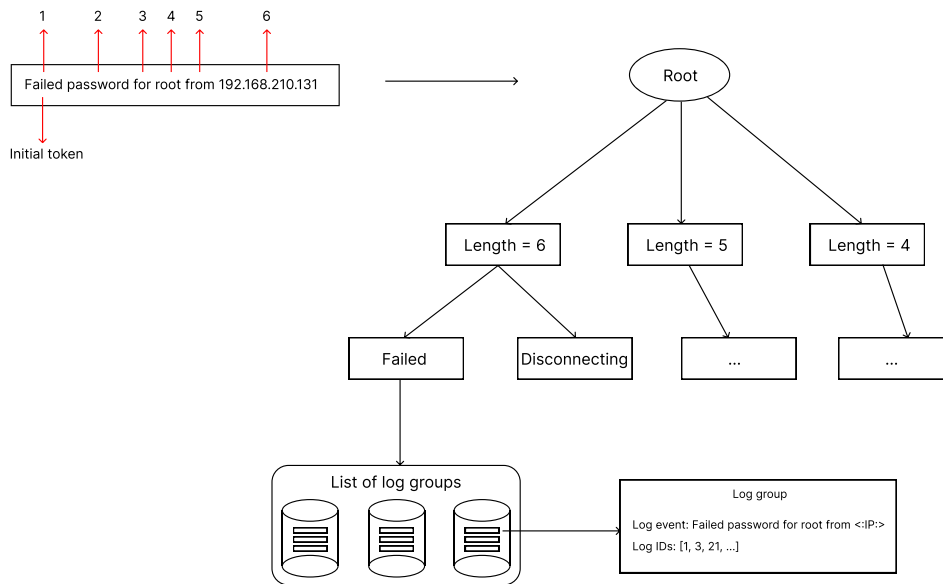 1 2 3 4 5 6
Failed password for root from 192.168.210.131
Initial token
Root
Length = 6
Length = 5
Length = 4
Failed
Disconnecting
...
...
List of log groups
Log group
Log event: Failed password for root from <:IP:>
Log IDs: [1, 3, 21, ...]